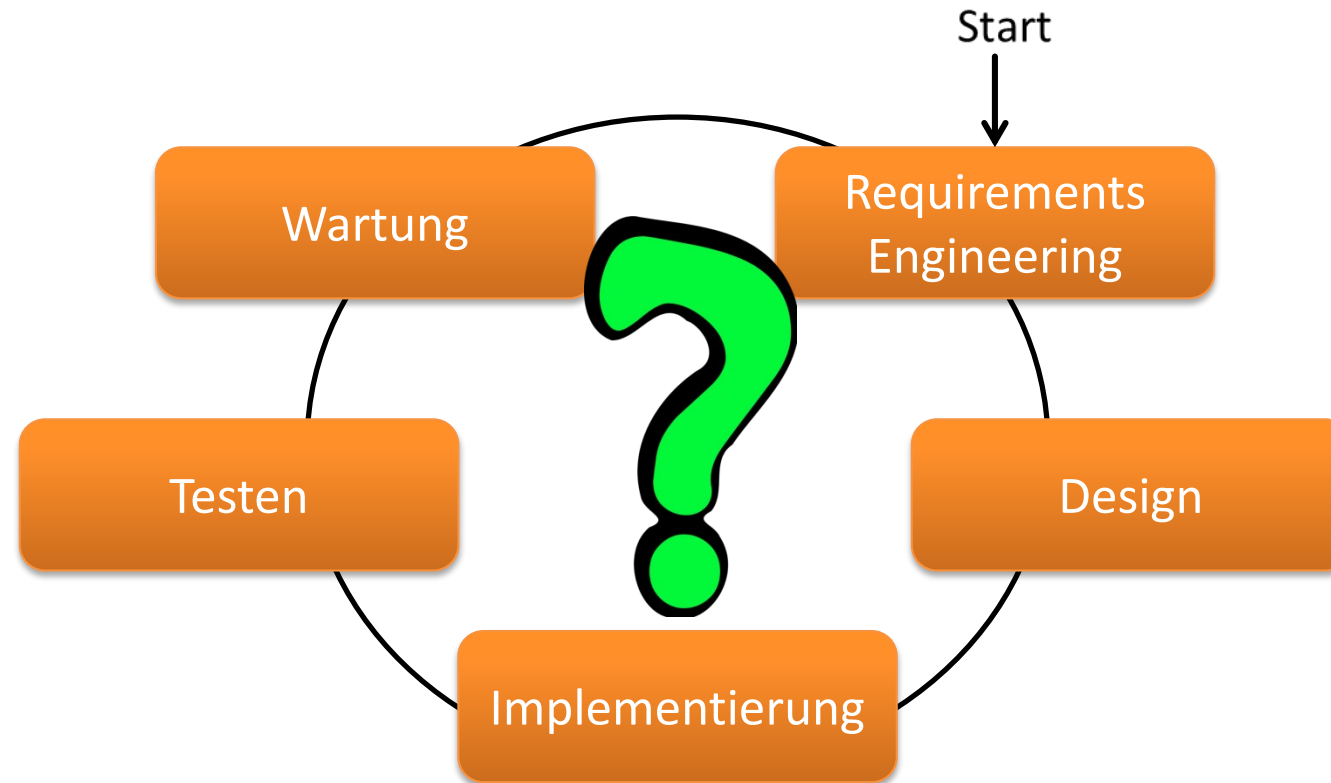 Start
Requirements
Engineering
Wartung
Testen
Design
Implementierung